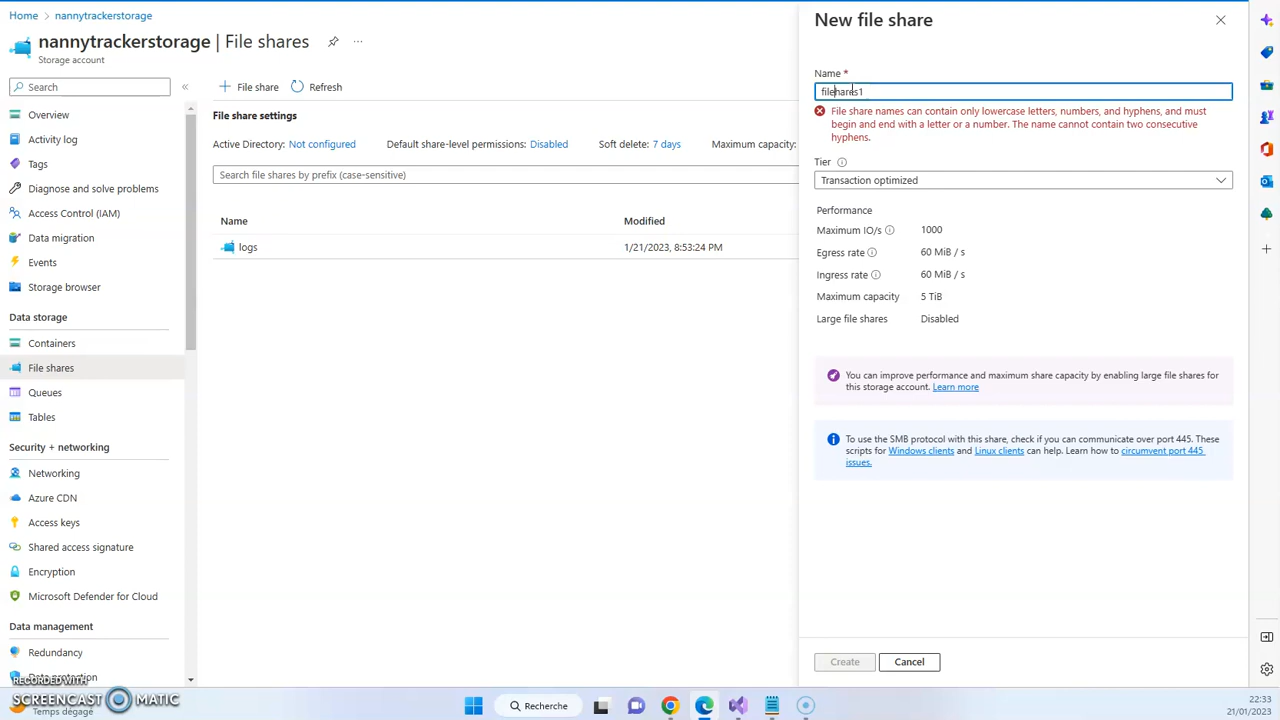 Home > nannytrackerstorage
nannytrackerstorage | File shares
Storage account
Search
Overview
Activity log
Tags
Diagnose and solve problems
Access Control (IAM)
Data migration
Events
Storage browser
Data storage
Containers
File shares
Queues
Tables
Security + networking
Networking
Azure CDN
Access keys
Shared access signature
Encryption
Microsoft Defender for Cloud
Data management
Redundancy
File share
Refresh
File share settings
Active Directory: Not configured
Default share-level permissions: Disabled
Soft delete: 7 days
Maximum capacity:
Search file shares by prefix (case-sensitive)
Name
Modified
logs
1/21/2023, 8:53:24 PM
New file share
Name *
filehares1
File share names can contain only lowercase letters, numbers, and hyphens, and must
begin and end with a letter or a number. The name cannot contain two consecutive
hyphens.
Tier
Transaction optimized
Performance
Maximum IO/s 1000
Egress rate 60 MiB / s
Ingress rate 60 MiB / s
Maximum capacity 5 TiB
Large file shares Disabled
You can improve performance and maximum share capacity by enabling large file shares for
this storage account. Learn more
To use the SMB protocol with this share, check if you can communicate over port 445. These
scripts for Windows clients and Linux clients can help. Learn how to circumvent port 445
issues.
Create
Cancel
RECORDED WITH
SCREENCAST MATIC
Temps dégagé
Recherche
22:33
21/01/2023